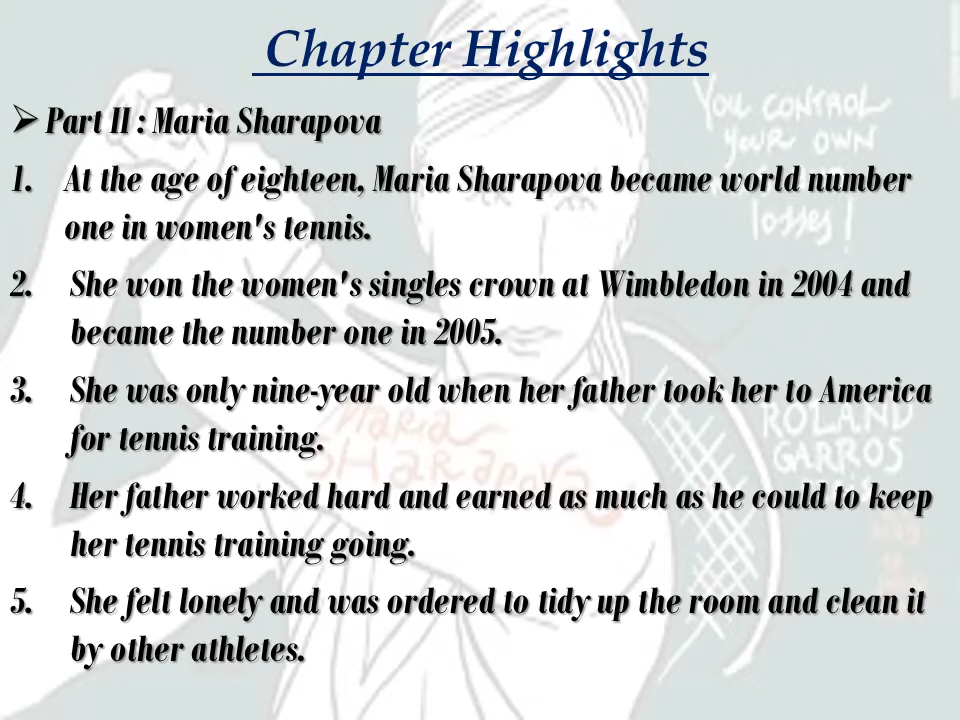 Chapter Highlights
➢ Part II : Maria Sharapova
1. At the age of eighteen, Maria Sharapova became world number
one in women's tennis.
2. She won the women's singles crown at Wimbledon in 2004 and
became the number one in 2005.
3. She was only nine-year old when her father took her to America
for tennis training.
4. Her father worked hard and earned as much as he could to keep
her tennis training going.
5. She felt lonely and was ordered to tidy up the room and clean it
by other athletes.
YOU CONTROL
YOUR OWN
losses!
Maria
SHARAPOVA
ROLAND
GARROS